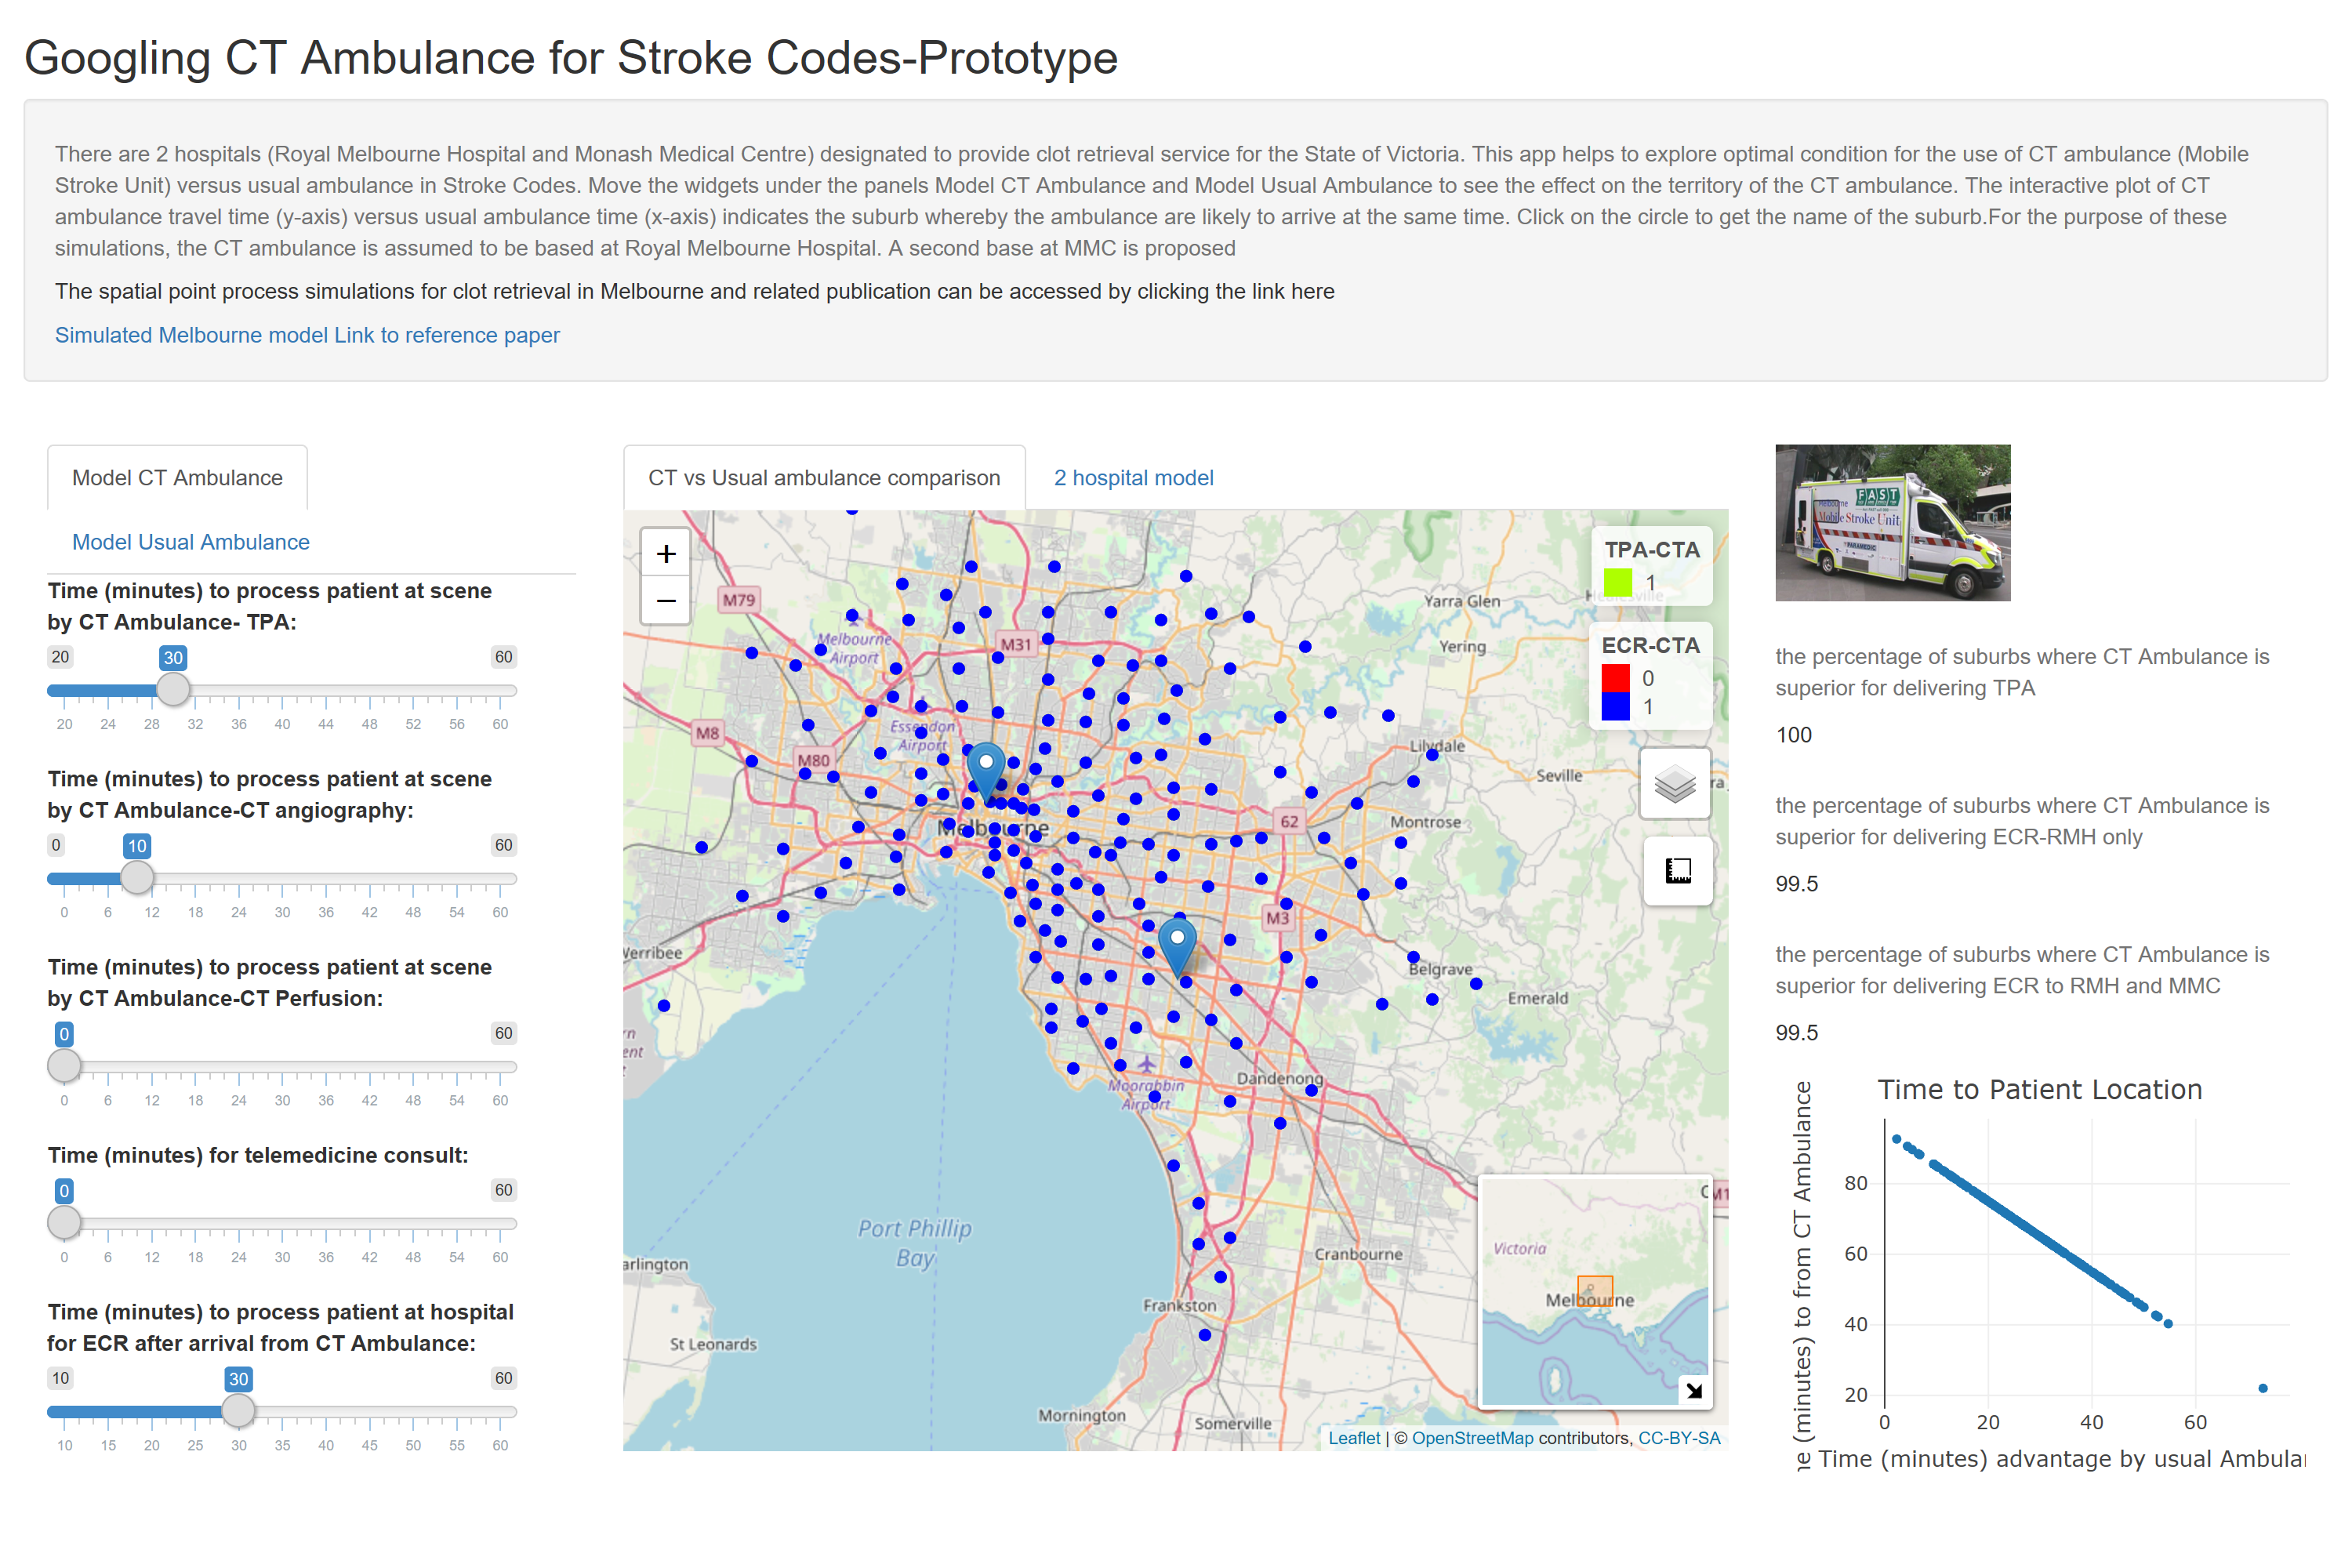 Googling CT Ambulance for Stroke Codes-Prototype
There are 2 hospitals (Royal Melbourne Hospital and Monash Medical Centre) designated to provide clot retrieval service for the State of Victoria. This app helps to explore optimal condition for the use of CT ambulance (Mobile
Stroke Unit) versus usual ambulance in Stroke Codes. Move the widgets under the panels Model CT Ambulance and Model Usual Ambulance to see the effect on the territory of the CT ambulance. The interactive plot of CT
ambulance travel time (y-axis) versus usual ambulance time (x-axis) indicates the suburb whereby the ambulance are likely to arrive at the same time. Click on the circle to get the name of the suburb.For the purpose of these
simulations, the CT ambulance is assumed to be based at Royal Melbourne Hospital. A second base at MMC is proposed
The spatial point process simulations for clot retrieval in Melbourne and related publication can be accessed by clicking the link here
Simulated Melbourne model Link to reference paper
Model CT Ambulance
Model Usual Ambulance
Time (minutes) to process patient at scene
by CT Ambulance- TPA:
20 30 60
20 24 28 32 36 40 44 48 52 56 60
Time (minutes) to process patient at scene
by CT Ambulance-CT angiography:
0 10 60
0 6 12 18 24 30 36 42 48 54 60
Time (minutes) to process patient at scene
by CT Ambulance-CT Perfusion:
0 60
0 6 12 18 24 30 36 42 48 54 60
Time (minutes) for telemedicine consult:
0 60
0 6 12 18 24 30 36 42 48 54 60
Time (minutes) to process patient at hospital
for ECR after arrival from CT Ambulance:
10 30 60
10 15 20 25 30 35 40 45 50 55 60
CT vs Usual ambulance comparison
2 hospital model
+
−
TPA-CTA
1
ECR-CTA
0
1
M79
Melbourne
Airport
M31
Yarra Glen
Yering
M8
Essendon
Airport
M80
Lilydale
Seville
Melbourne
62
Montrose
M3
Werribee
Belgrave
Emerald
Moorabbin
Airport
Dandenong
Port Phillip
Bay
arlington
Cranbourne
Frankston
St Leonards
Mornington
Somerville
Victoria
Melbourne
Leaflet | © OpenStreetMap contributors, CC-BY-SA
FAST
Melbourne
Mobile Stroke Unit
PARAMEDIC
the percentage of suburbs where CT Ambulance is
superior for delivering TPA
100
the percentage of suburbs where CT Ambulance is
superior for delivering ECR-RMH only
99.5
the percentage of suburbs where CT Ambulance is
superior for delivering ECR to RMH and MMC
99.5
Time to Patient Location
ne (minutes) to from CT Ambulance
80
60
40
20
0 20 40 60
Time (minutes) advantage by usual Ambula